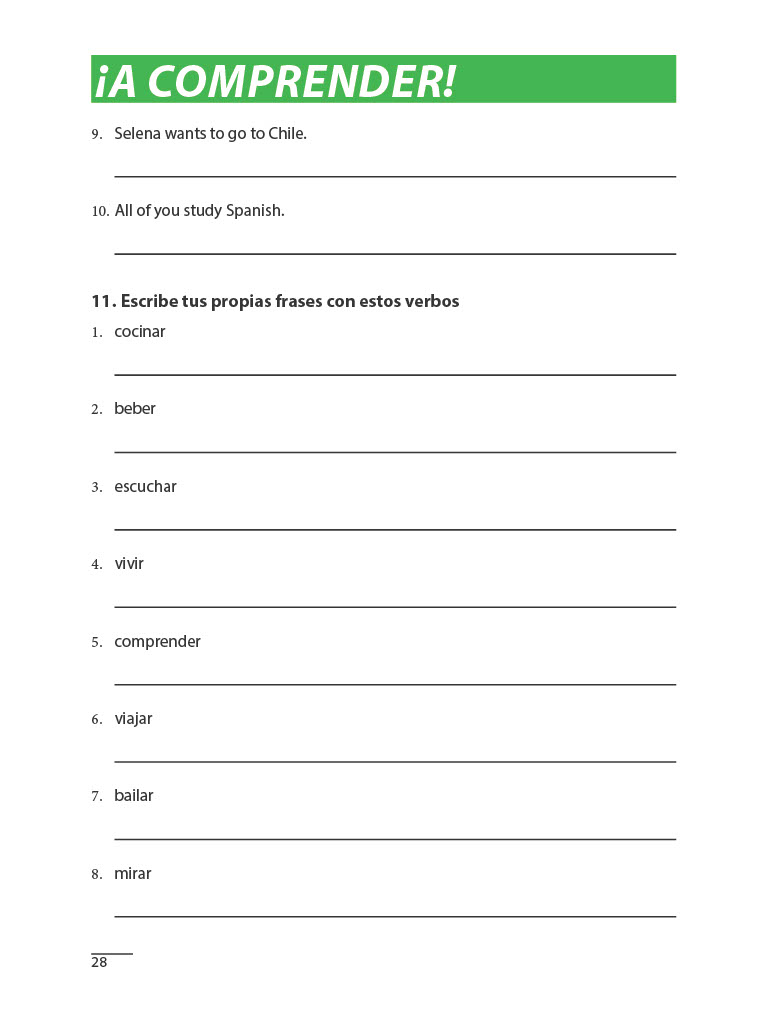 ¡A COMPRENDER!
9. Selena wants to go to Chile.
10. All of you study Spanish.
11. Escribe tus propias frases con estos verbos
1. cocinar
2. beber
3. escuchar
4. vivir
5. comprender
6. viajar
7. bailar
8. mirar
28